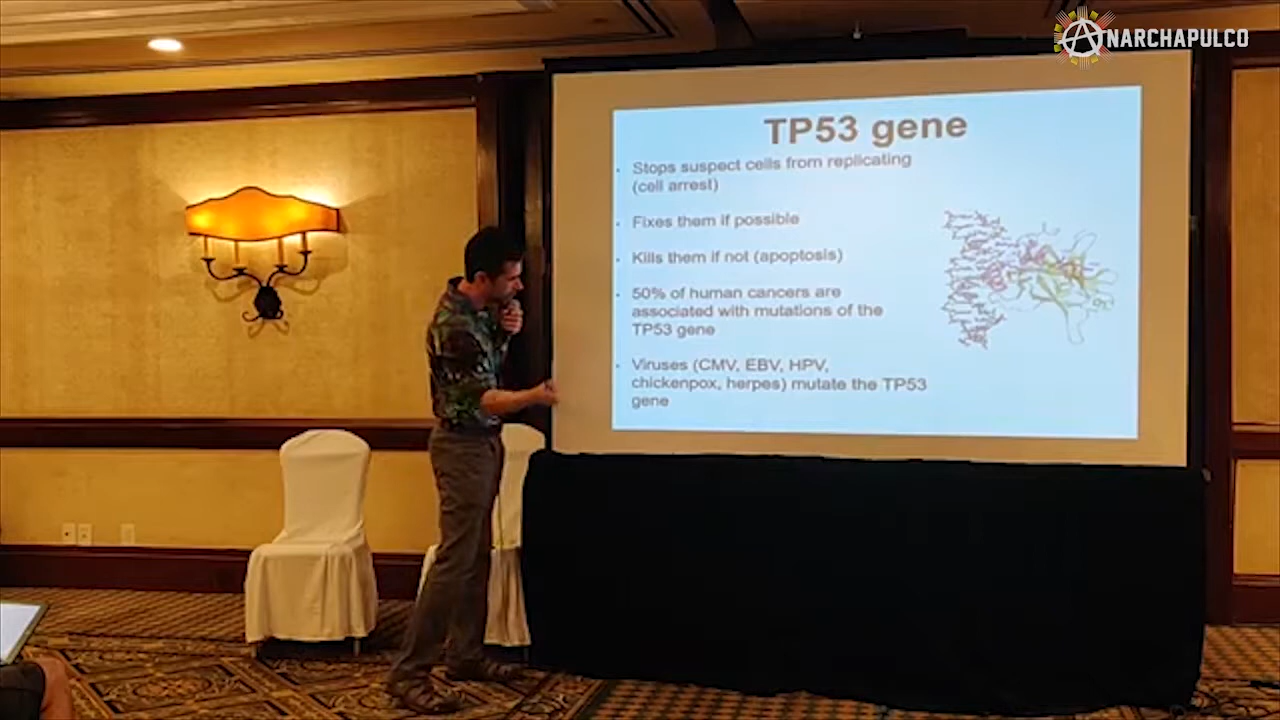 ANARCHAPULCO
TP53 gene
Stops suspect cells from replicating
(cell arrest)
Fixes them if possible
Kills them if not (apoptosis)
50% of human cancers are
associated with mutations of the
TP53 gene
Viruses (CMV, EBV, HPV,
chickenpox, herpes) mutate the TP53
gene